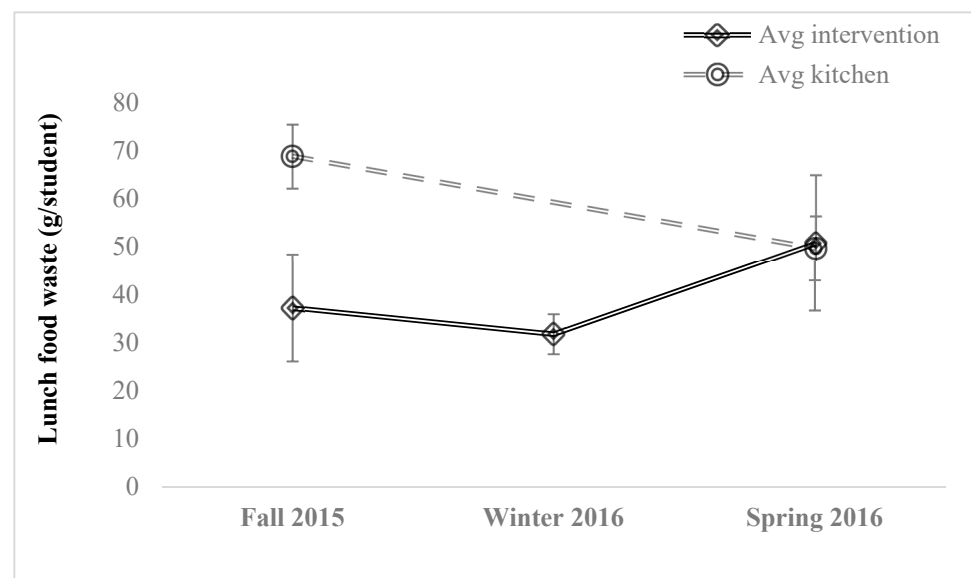 Avg intervention
Avg kitchen
Lunch food waste (g/student)
80
70
60
50
40
30
20
10
0
Fall 2015 Winter 2016 Spring 2016